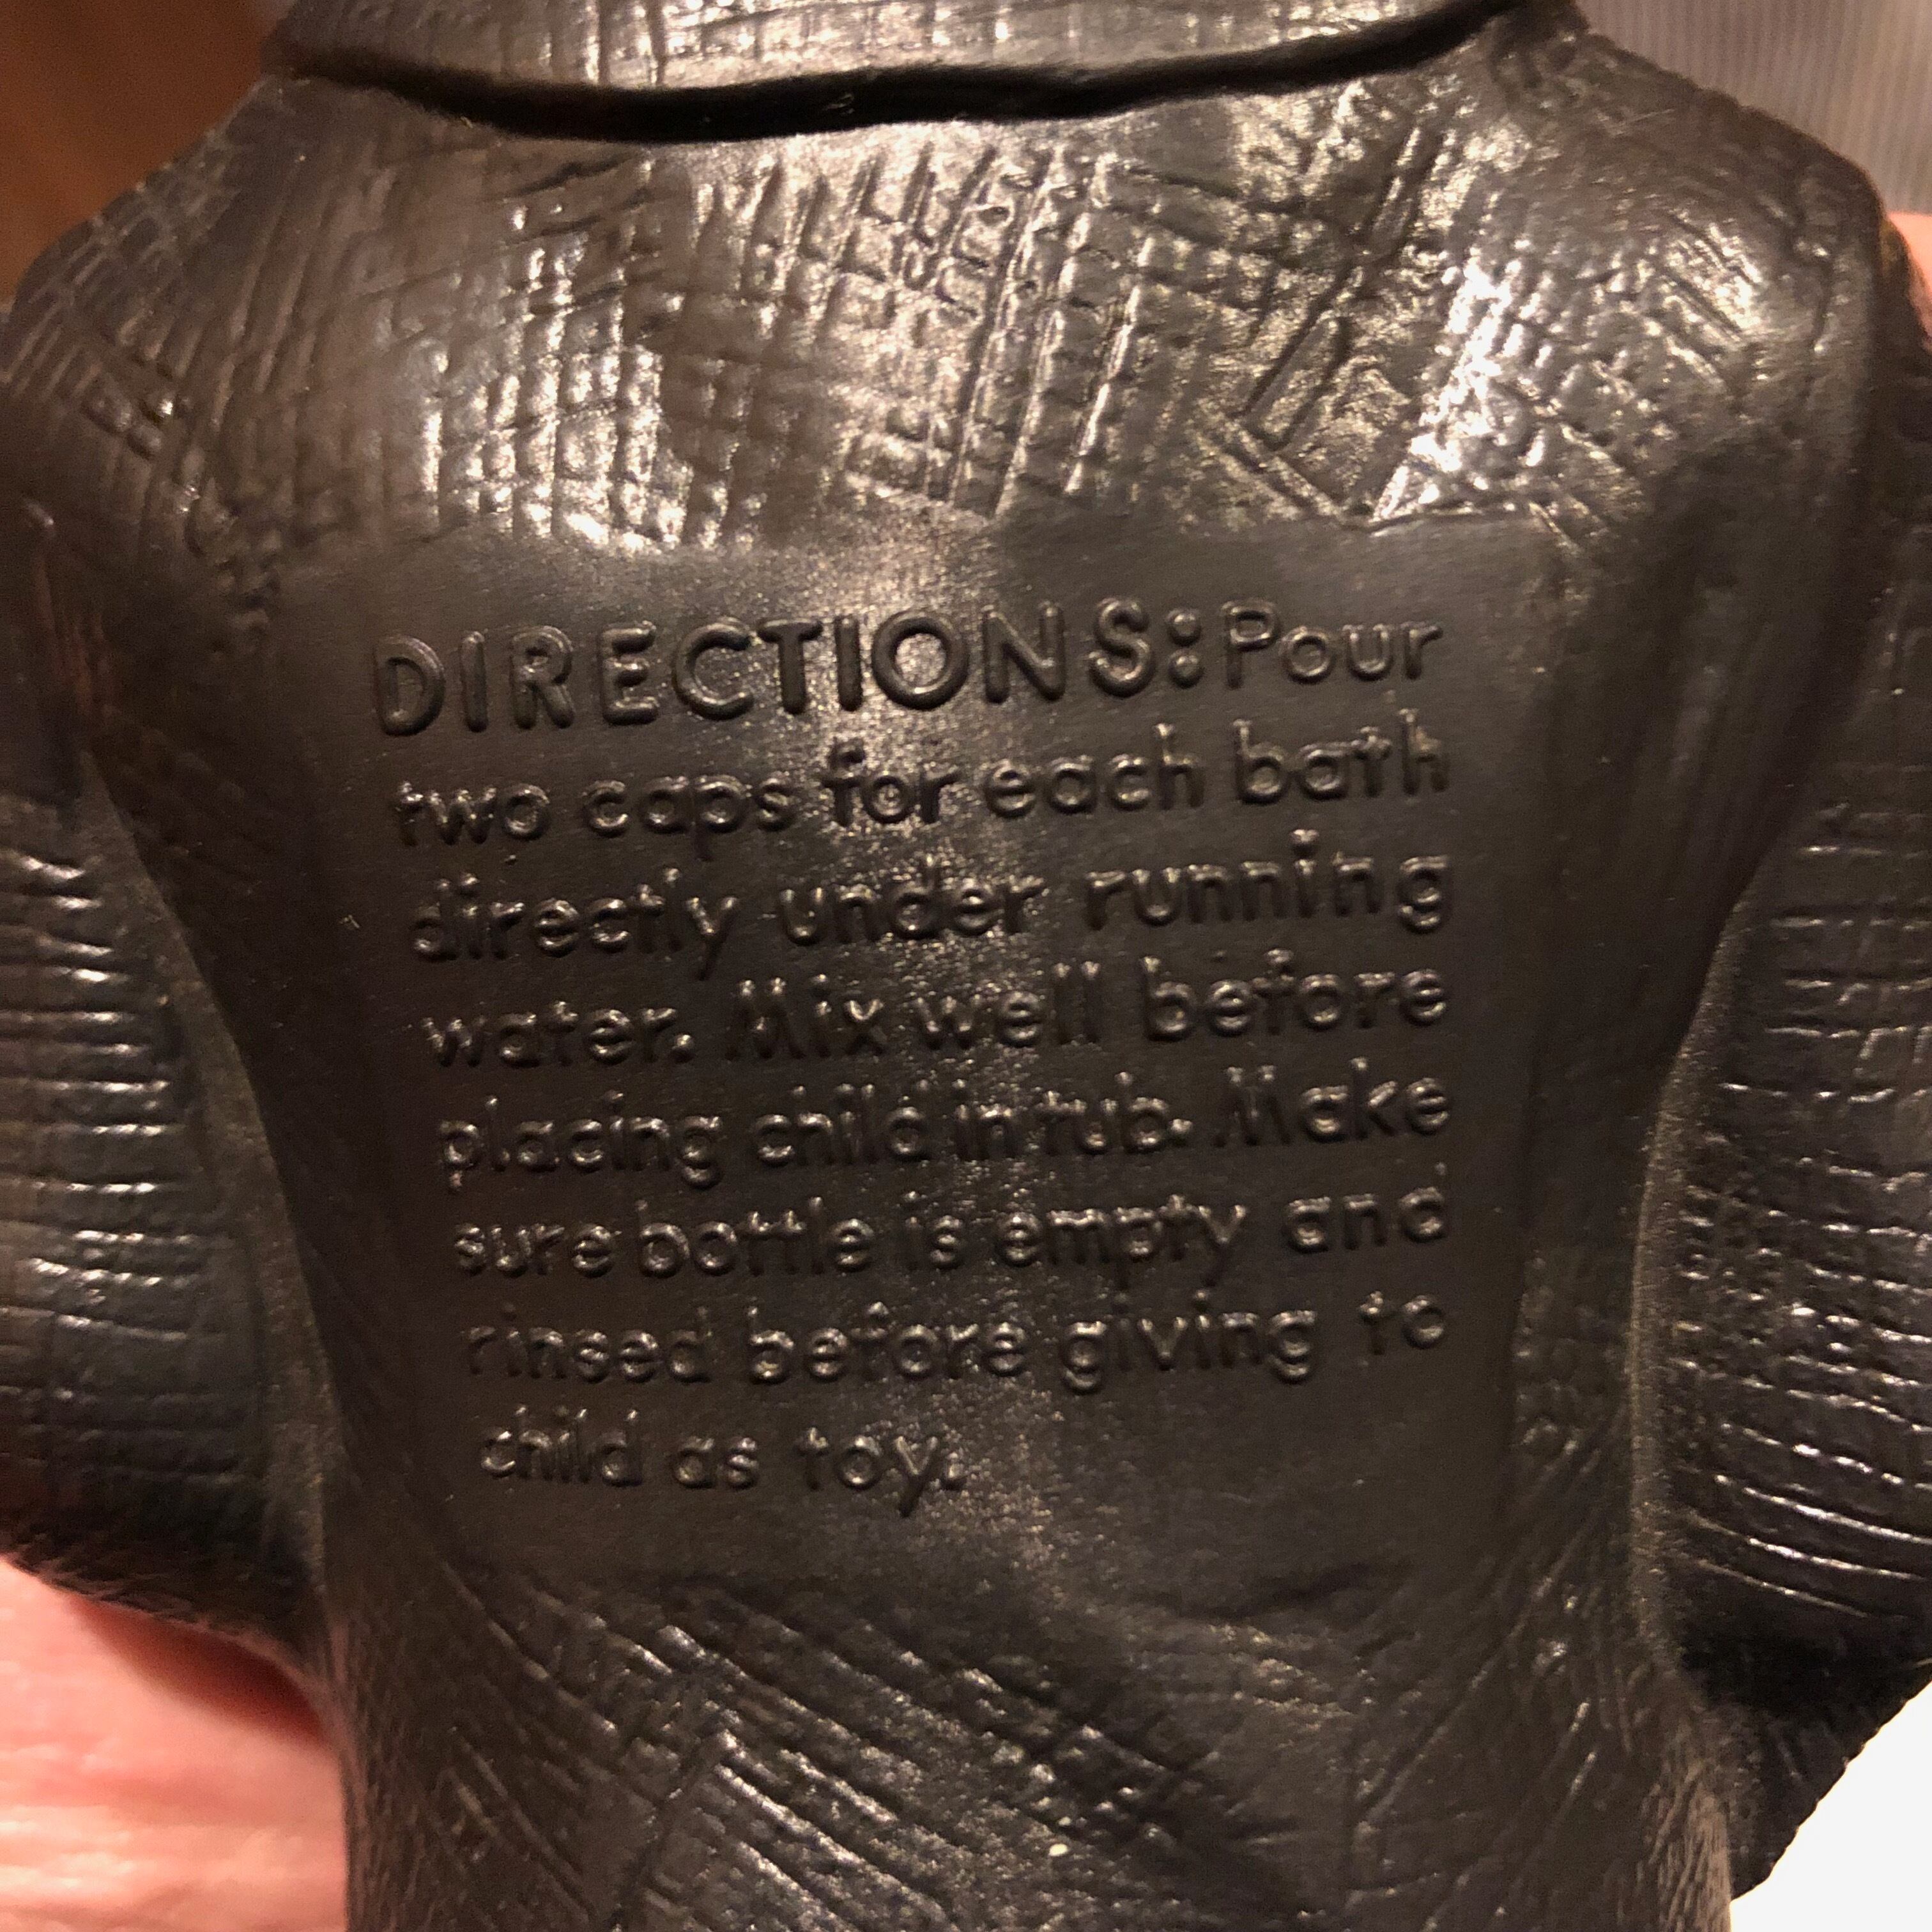 DIRECTIONS: Pour
two caps for each bath
directly under running
water. Mix well before
placing child in tub. Make
sure bottle is empty and
rinsed before giving to
child as toy.